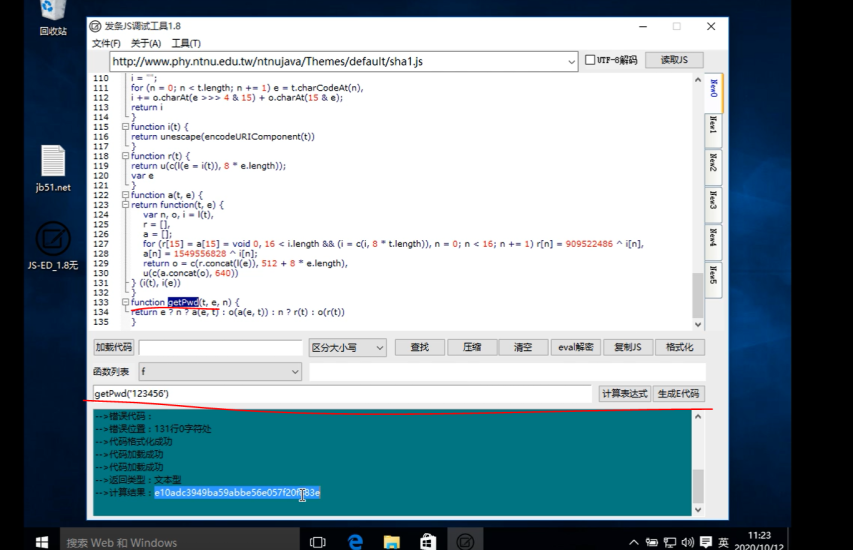 回收站
jb51.net
JS-ED_1.8无
发条JS调试工具1.8
文件(F) 关于(A) 工具(T)
http://www.phy.ntnu.edu.tw/ntnujava/Themes/default/sha1.js
UTF-8解码
读取JS
110 i = "";
111 for (n = 0; n < t.length; n += 1) e = t.charCodeAt(n),
112 i += o.charAt(e >>> 4 & 15) + o.charAt(15 & e);
113 return i
114 }
115 function i(t) {
116 return unescape(encodeURIComponent(t))
117 }
118 function r(t) {
119 return u(c(l(e = i(t)), 8 * e.length));
120 var e
121 }
122 function a(t, e) {
123 return function(t, e) {
124 var n, o, i = l(t),
125 r = [],
126 a = [];
127 for (r[15] = a[15] = void 0, 16 < i.length && (i = c(i, 8 * t.length)), n = 0; n < 16; n += 1) r[n] = 909522486 ^ i[n],
128 a[n] = 1549556828 ^ i[n];
129 return o = c(r.concat(l(e)), 512 + 8 * e.length),
130 u(c(a.concat(o), 640))
131 } (i(t), i(e))
132 }
133 function getPwd(t, e, n) {
134 return e ? n ? a(e, t) : o(a(e, t)) : n ? r(t) : o(r(t))
135 }
New0
New1
New2
New3
New4
New5
加载代码
区分大小写
查找
压缩
清空
eval解密
复制JS
格式化
函数列表
f
getPwd('123456')
计算表达式
生成E代码
-->错误代码：
-->错误位置：131行0字符处
-->代码格式化成功
-->代码加载成功
-->代码加载成功
-->返回类型：文本型
-->计算结果：e10adc3949ba59abbe56e057f20f883e
搜索 Web 和 Windows
英
11:23
2020/10/12